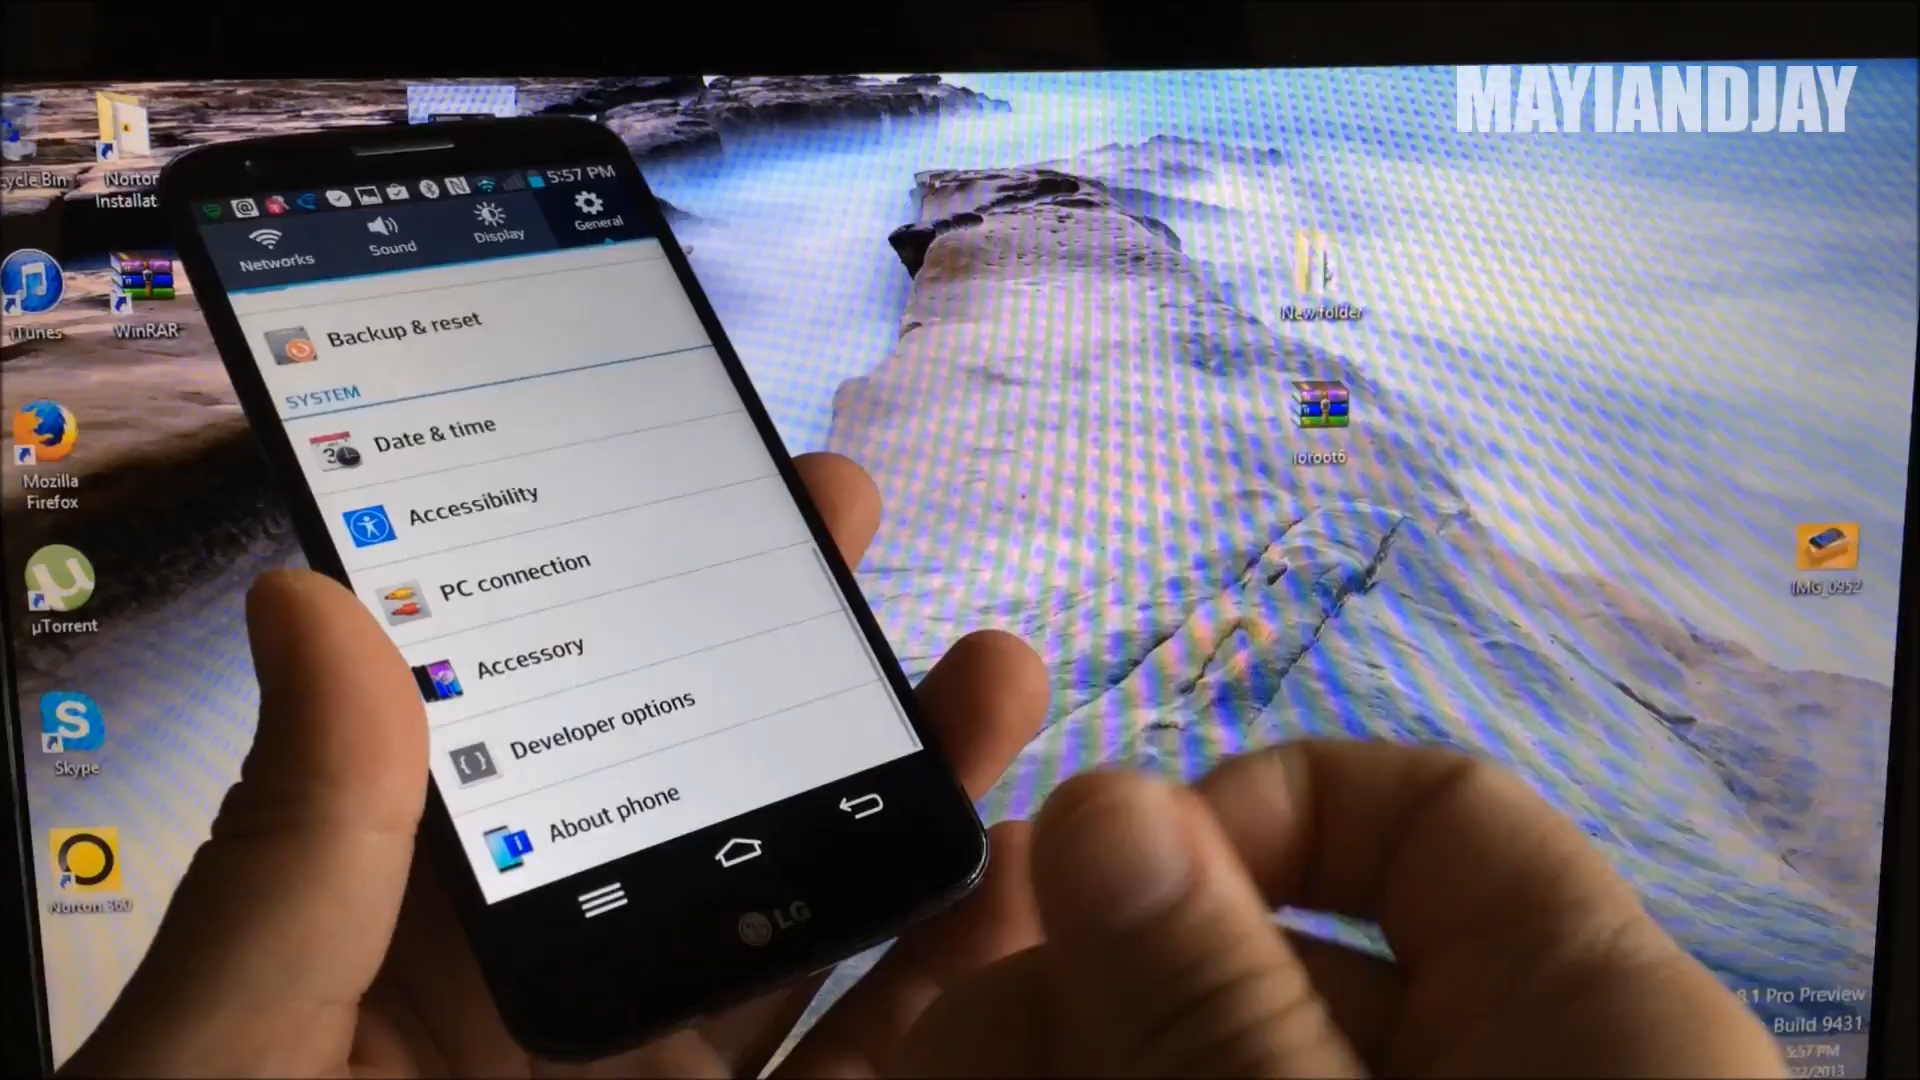 MAYIANDJAY
Norton
Installat
iTunes
WinRAR
Mozilla
Firefox
µTorrent
Skype
Norton 360
5:57 PM
Networks
Sound
Display
General
Backup & reset
SYSTEM
Date & time
Accessibility
PC connection
Accessory
Developer options
About phone
LG
New folder
ioroot6
IMG_0952
8.1 Pro Preview
Build 9431
5:57 PM